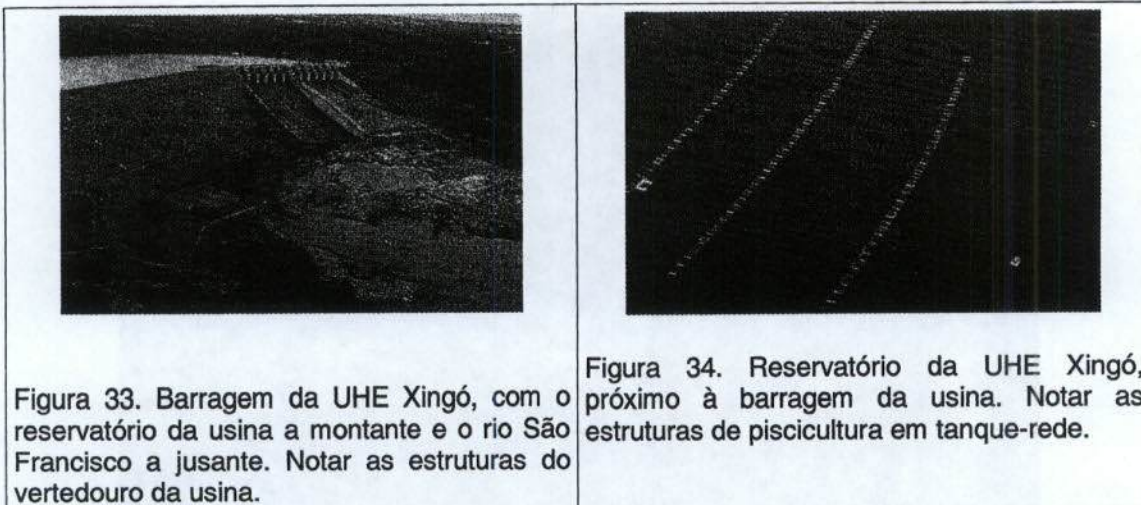 Figura 33. Barragem da UHE Xingó, com o
reservatório da usina a montante e o rio São
Francisco a jusante. Notar as estruturas do
vertedouro da usina.
Figura 34. Reservatório da UHE Xingó,
próximo à barragem da usina. Notar as
estruturas de piscicultura em tanque-rede.